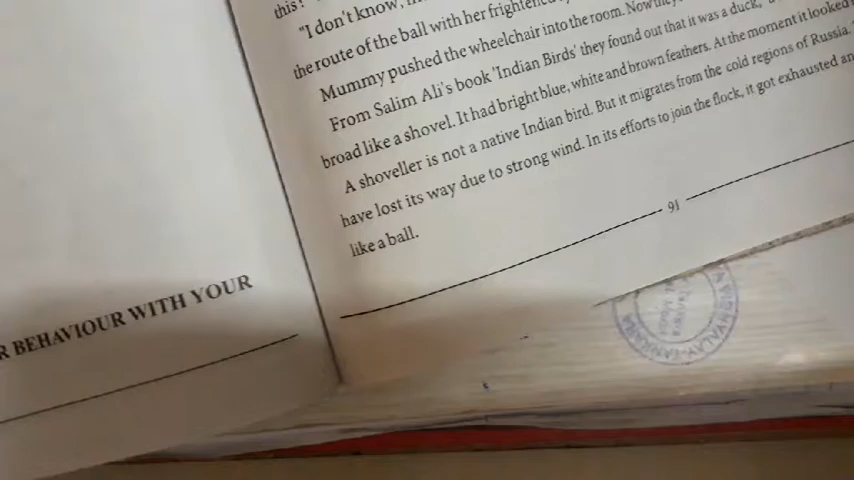 R BEHAVIOUR WITH YOUR
this!
"I don't know,
the route of the ball with her frightened
Mummy pushed the wheelchair into the room. Now they
From Salim Ali's book 'Indian Birds' they found out that it was a duck,
broad like a shovel. It had bright blue, white and brown feathers. At the moment it looked
A shoveller is not a native Indian bird. But it migrates from the cold regions of Russia.
have lost its way due to strong wind. In its efforts to join the flock, it got exhausted an
like a ball.
91